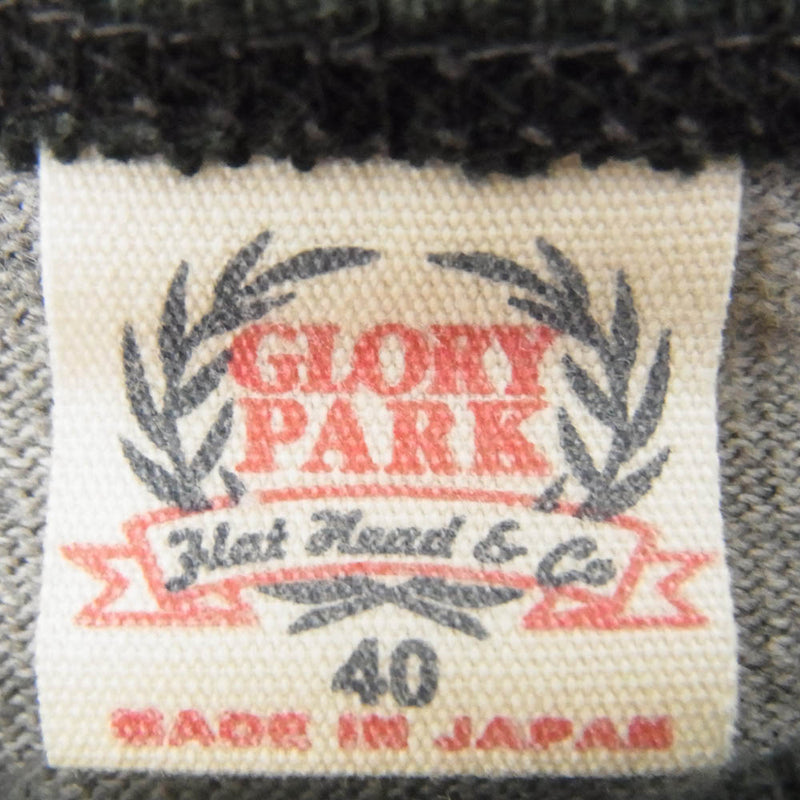 GLORY
PARK
Flat Head & Co
40
MADE IN JAPAN